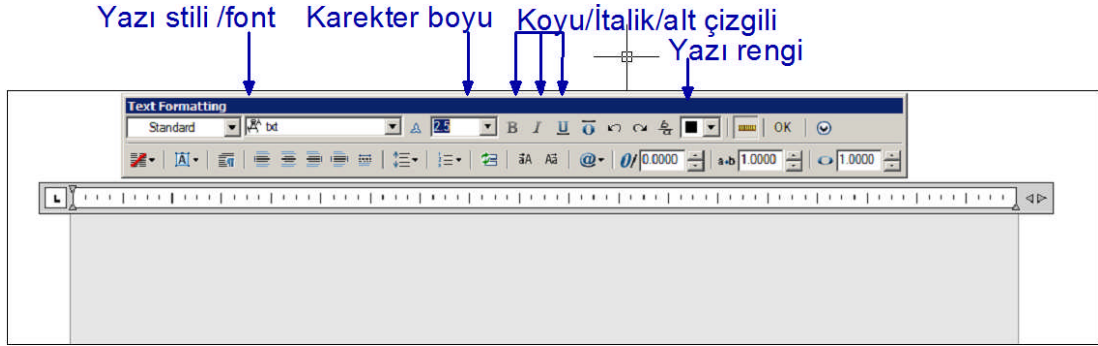 Yazı stili /font Karekter boyu Koyu/İtalik/alt çizgili
Yazı rengi
Text Formatting
Standard txt 2.5 B I U O OK
A @ 0/ 0.0000 a•b 1.0000 1.0000
L